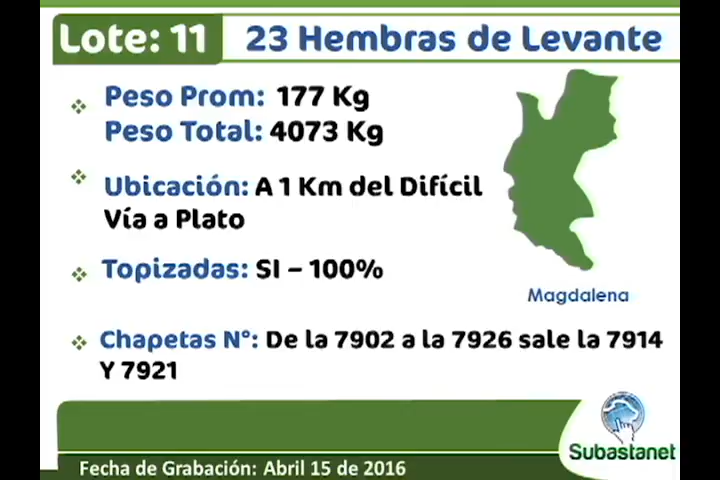 Lote: 11
23 Hembras de Levante
Peso Prom: 177 Kg
Peso Total: 4073 Kg
Ubicación: A 1 Km del Difícil
Vía a Plato
Topizadas: SI – 100%
Magdalena
Chapetas N°: De la 7902 a la 7926 sale la 7914
Y 7921
Subastanet
Fecha de Grabación: Abril 15 de 2016